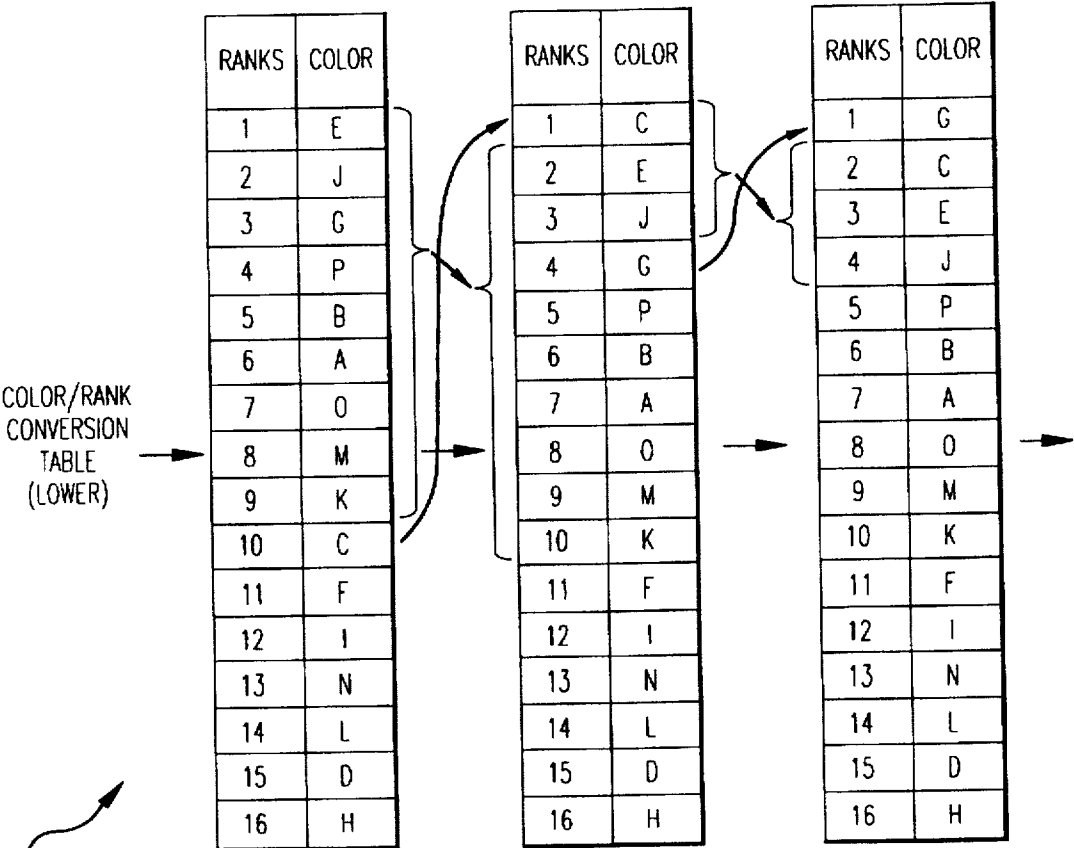 COLOR/RANK
CONVERSION
TABLE
(LOWER)
RANKS COLOR
1 E
2 J
3 G
4 P
5 B
6 A
7 O
8 M
9 K
10 C
11 F
12 I
13 N
14 L
15 D
16 H
RANKS COLOR
1 C
2 E
3 J
4 G
5 P
6 B
7 A
8 O
9 M
10 K
11 F
12 I
13 N
14 L
15 D
16 H
RANKS COLOR
1 G
2 C
3 E
4 J
5 P
6 B
7 A
8 O
9 M
10 K
11 F
12 I
13 N
14 L
15 D
16 H